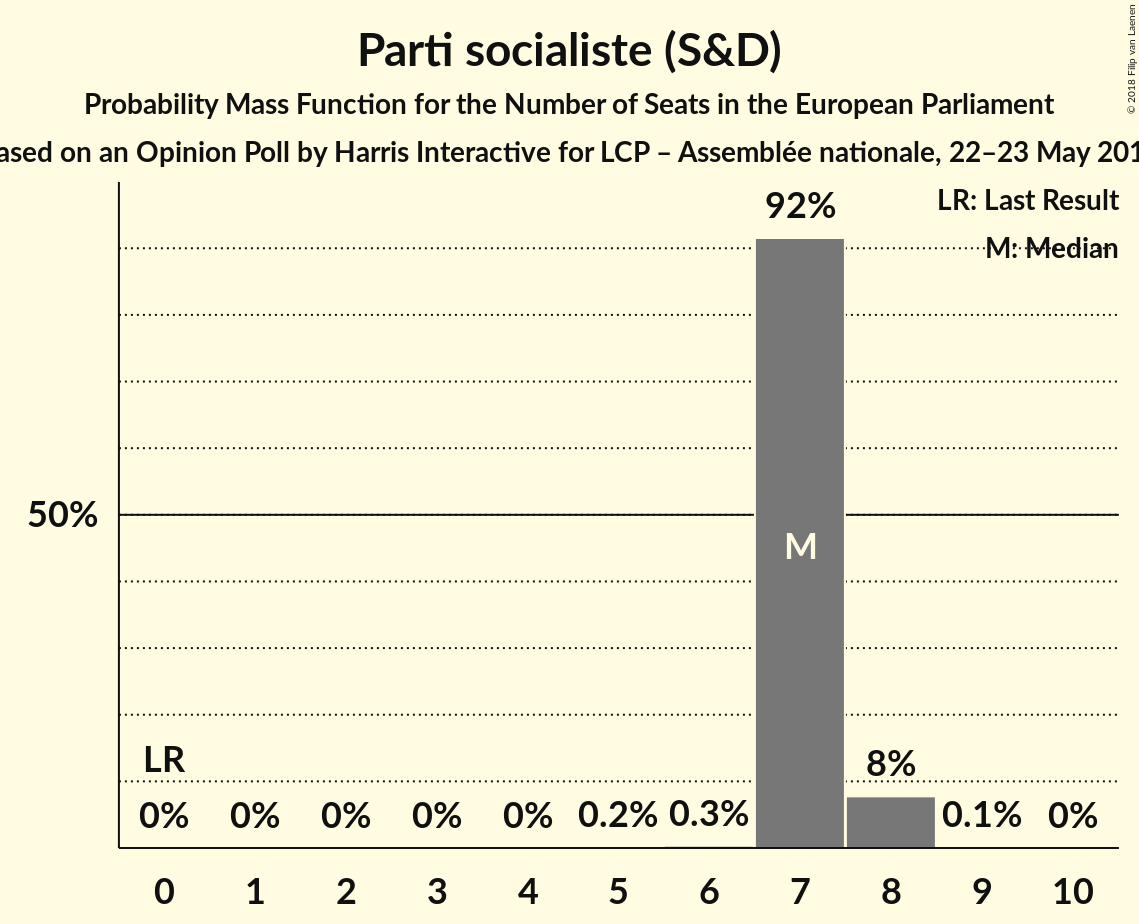 Parti socialiste (S&D)
Probability Mass Function for the Number of Seats in the European Parliament
ased on an Opinion Poll by Harris Interactive for LCP – Assemblée nationale, 22–23 May 201
© 2018 Filip van Laenen
LR: Last Result
M: Median
92%
50%
M
LR
8%
0% 0% 0% 0% 0% 0.2% 0.3% 0.1% 0%
0 1 2 3 4 5 6 7 8 9 10